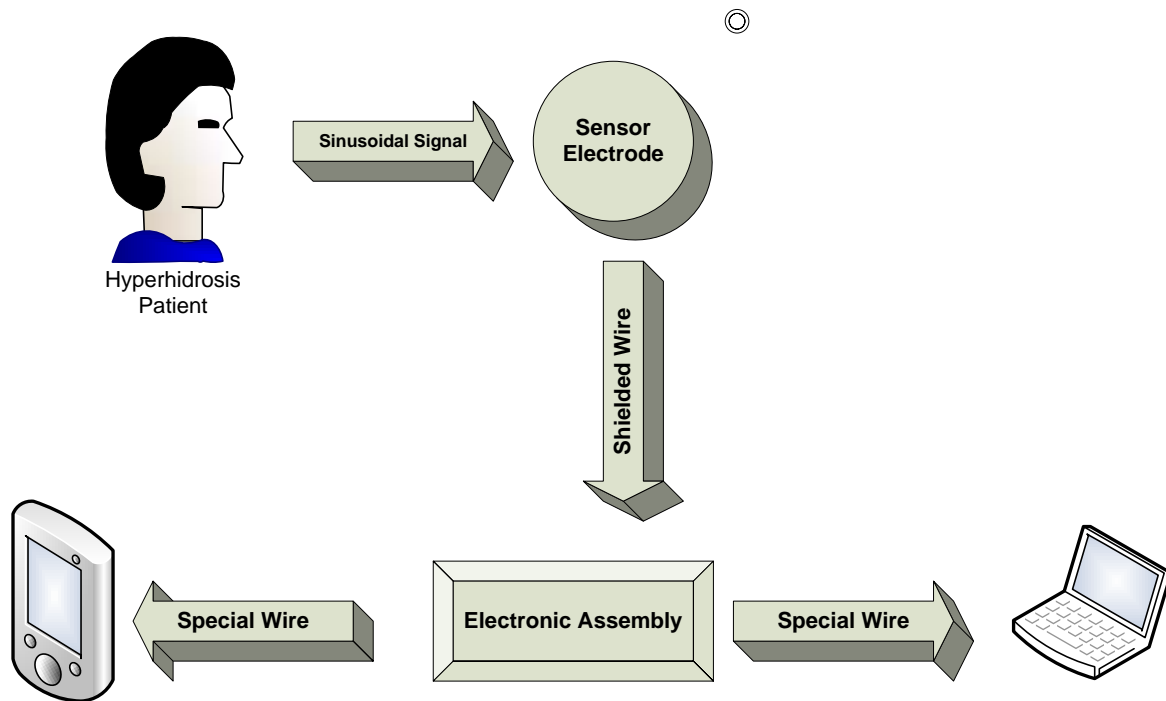 Sinusoidal Signal
Sensor
Electrode
Hyperhidrosis
Patient
Shielded Wire
Special Wire
Electronic Assembly
Special Wire